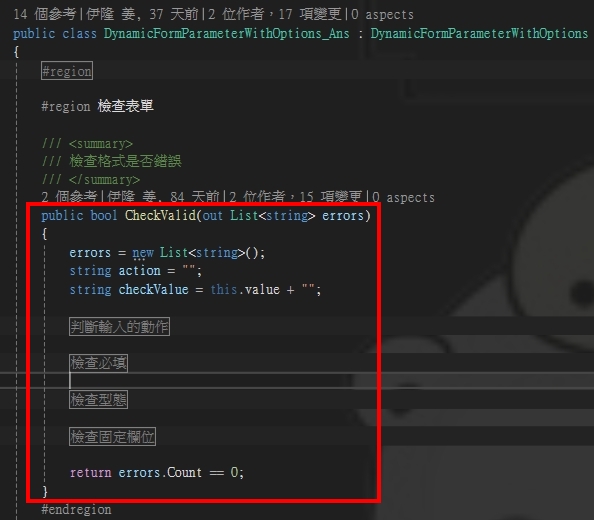 14 個參考|伊隆 姜, 37 天前|2 位作者, 17 項變更|0 aspects
public class DynamicFormParameterWithOptions_Ans : DynamicFormParameterWithOptions
{
#region
#region 檢查表單
/// <summary>
/// 檢查格式是否錯誤
/// </summary>
2 個參考|伊隆 姜, 84 天前|2 位作者, 15 項變更|0 aspects
public bool CheckValid(out List<string> errors)
{
errors = new List<string>();
string action = "";
string checkValue = this.value + "";
判斷輸入的動作
檢查必填
檢查型態
檢查固定欄位
return errors.Count == 0;
}
#endregion